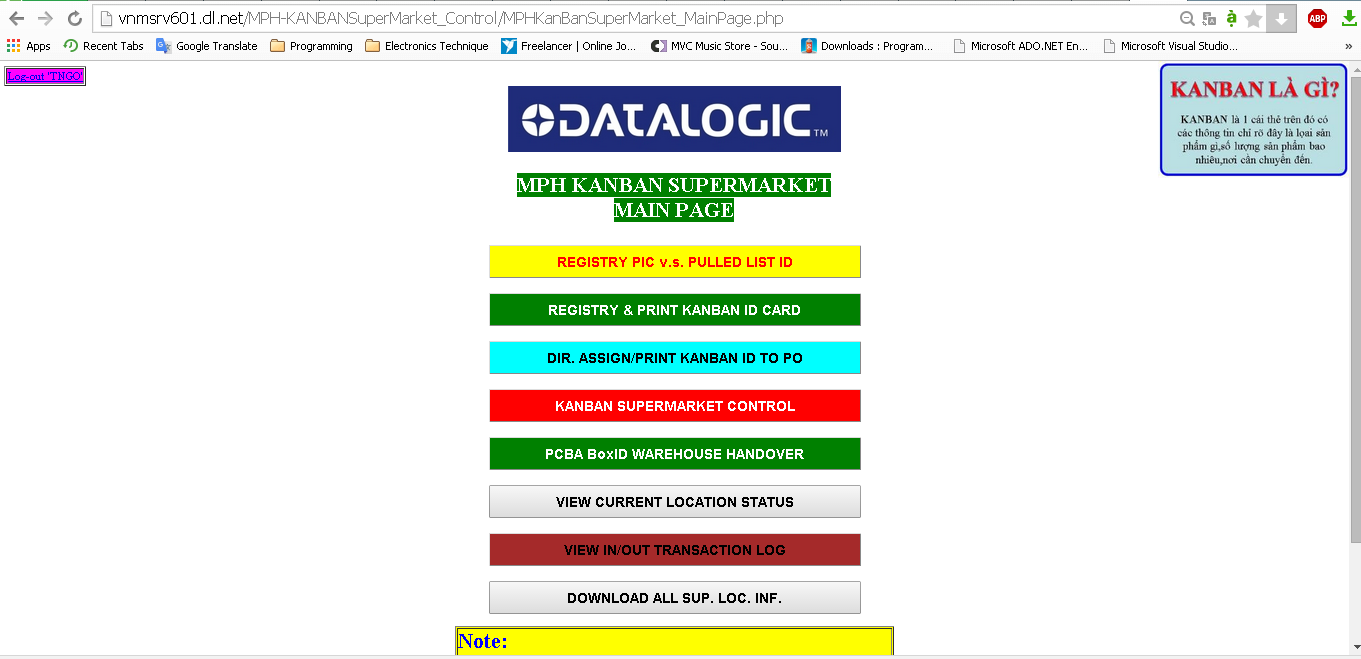 vnmsrv601.dl.net/MPH-KANBANSuperMarket_Control/MPHKanBanSuperMarket_MainPage.php
ABP
Apps Recent Tabs Google Translate Programming Electronics Technique Freelancer | Online Jo... MVC Music Store - Sou... Downloads : Program... Microsoft ADO.NET En... Microsoft Visual Studio... »
Log-out 'TNGO'
DATALOGIC TM
KANBAN LÀ GÌ?
KANBAN là 1 cái thẻ trên đó có
các thông tin chỉ rõ đây là lọai sản
phẩm gì,số lượng sản phẩm bao
nhiêu,nơi cần chuyển đến.
MPH KANBAN SUPERMARKET
MAIN PAGE
REGISTRY PIC v.s. PULLED LIST ID
REGISTRY & PRINT KANBAN ID CARD
DIR. ASSIGN/PRINT KANBAN ID TO PO
KANBAN SUPERMARKET CONTROL
PCBA BoxID WAREHOUSE HANDOVER
VIEW CURRENT LOCATION STATUS
VIEW IN/OUT TRANSACTION LOG
DOWNLOAD ALL SUP. LOC. INF.
Note: